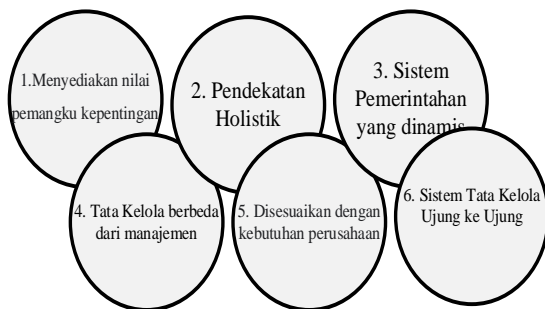 1.Menyediakan nilai
pemangku kepentingan
2. Pendekatan
Holistik
3. Sistem
Pemerintahan
yang dinamis
4. Tata Kelola berbeda
dari manajemen
5. Disesuaikan dengan
kebutuhan perusahaan
6. Sistem Tata Kelola
Ujung ke Ujung